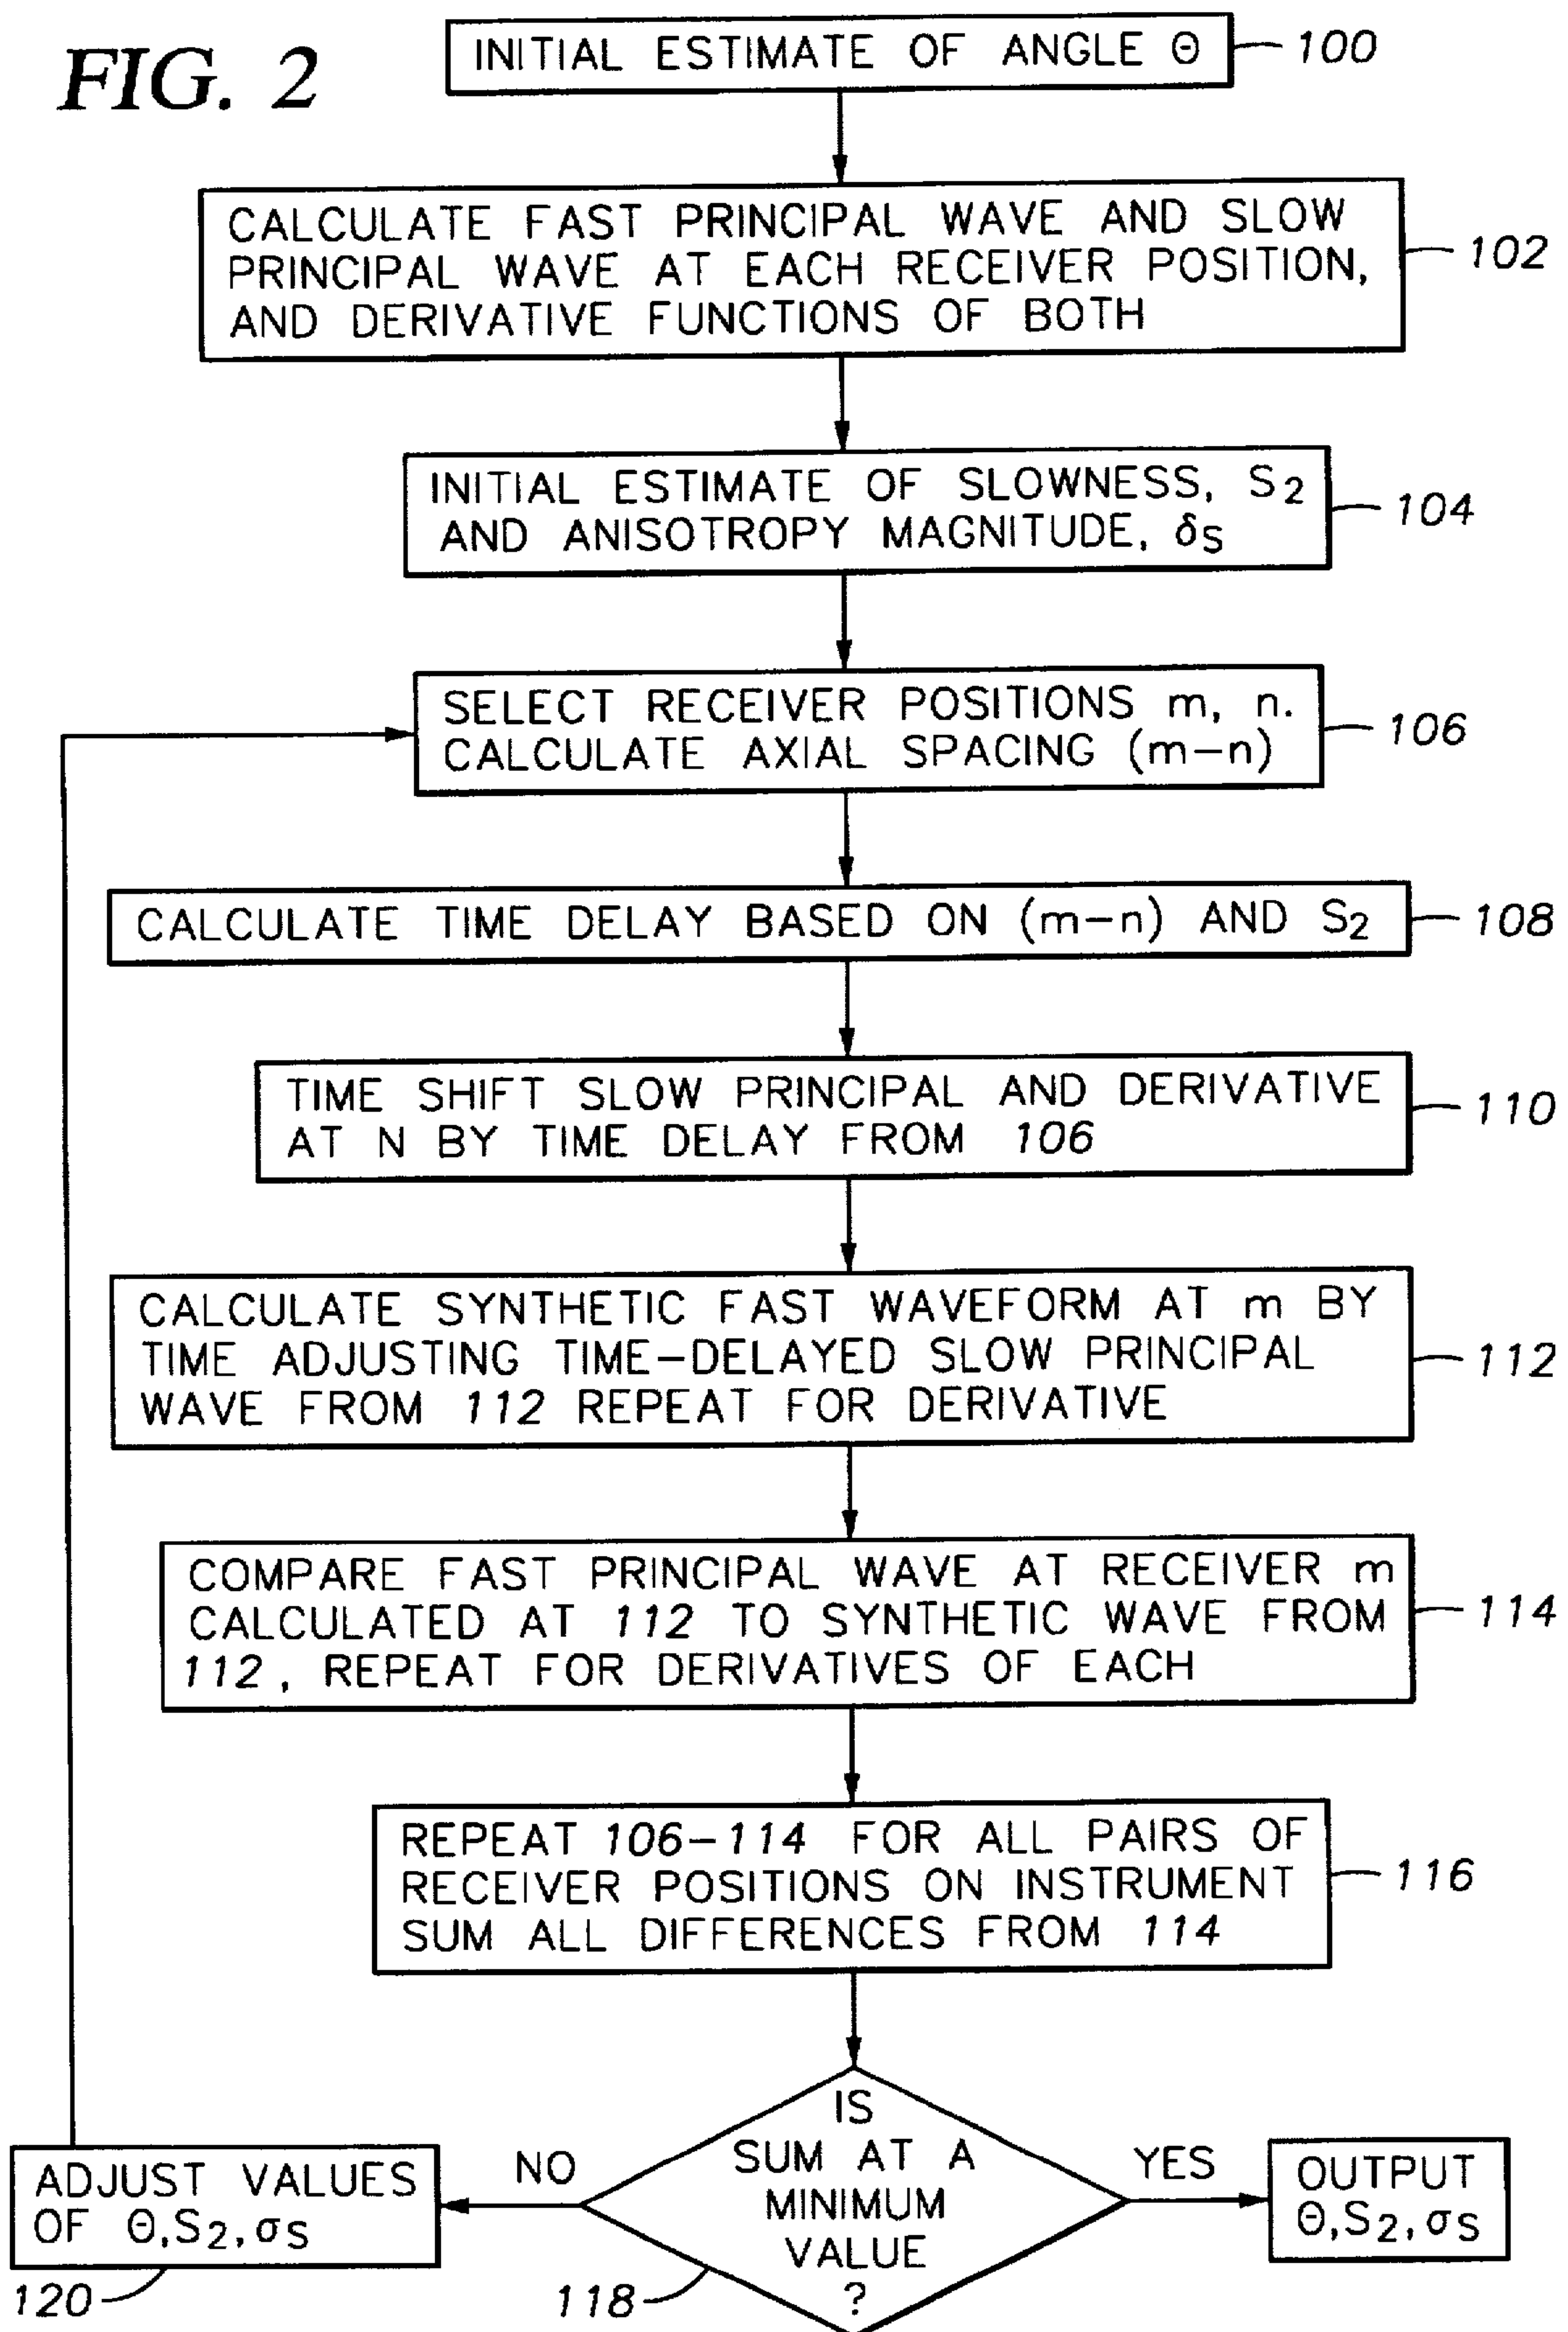 FIG. 2
INITIAL ESTIMATE OF ANGLE Θ
100
CALCULATE FAST PRINCIPAL WAVE AND SLOW
PRINCIPAL WAVE AT EACH RECEIVER POSITION,
AND DERIVATIVE FUNCTIONS OF BOTH
102
INITIAL ESTIMATE OF SLOWNESS, S2
AND ANISOTROPY MAGNITUDE, δS
104
SELECT RECEIVER POSITIONS m, n.
CALCULATE AXIAL SPACING (m-n)
106
CALCULATE TIME DELAY BASED ON (m-n) AND S2
108
TIME SHIFT SLOW PRINCIPAL AND DERIVATIVE
AT N BY TIME DELAY FROM 106
110
CALCULATE SYNTHETIC FAST WAVEFORM AT m BY
TIME ADJUSTING TIME-DELAYED SLOW PRINCIPAL
WAVE FROM 112 REPEAT FOR DERIVATIVE
112
COMPARE FAST PRINCIPAL WAVE AT RECEIVER m
CALCULATED AT 112 TO SYNTHETIC WAVE FROM
112, REPEAT FOR DERIVATIVES OF EACH
114
REPEAT 106-114 FOR ALL PAIRS OF
RECEIVER POSITIONS ON INSTRUMENT
SUM ALL DIFFERENCES FROM 114
116
IS
SUM AT A
MINIMUM
VALUE
?
118
NO
YES
ADJUST VALUES
OF Θ,S2,σS
120
OUTPUT
Θ,S2,σS